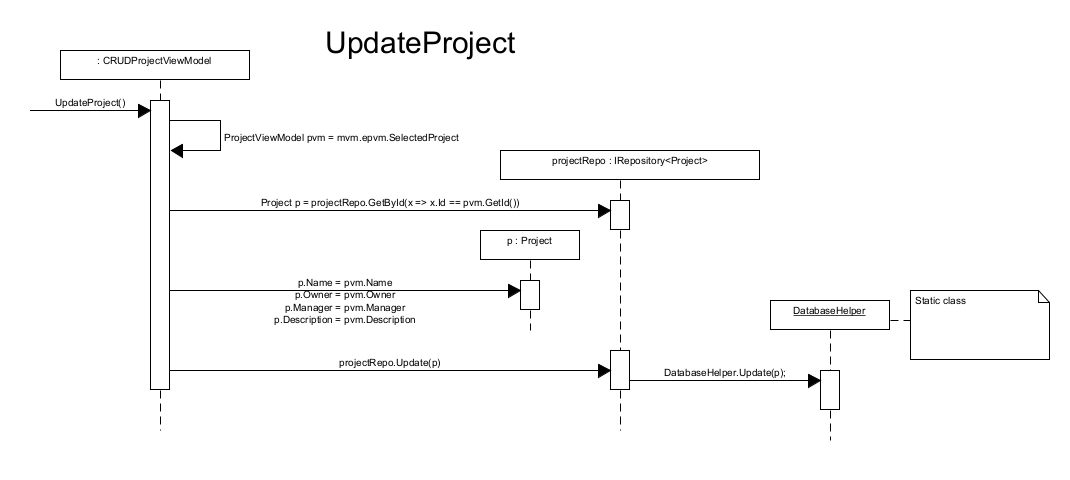 UpdateProject
: CRUDProjectViewModel
UpdateProject()
ProjectViewModel pvm = mvm.epvm.SelectedProject
projectRepo : IRepository<Project>
Project p = projectRepo.GetById(x => x.Id == pvm.GetId())
p : Project
p.Name = pvm.Name
p.Owner = pvm.Owner
p.Manager = pvm.Manager
p.Description = pvm.Description
DatabaseHelper
Static class
projectRepo.Update(p)
DatabaseHelper.Update(p);